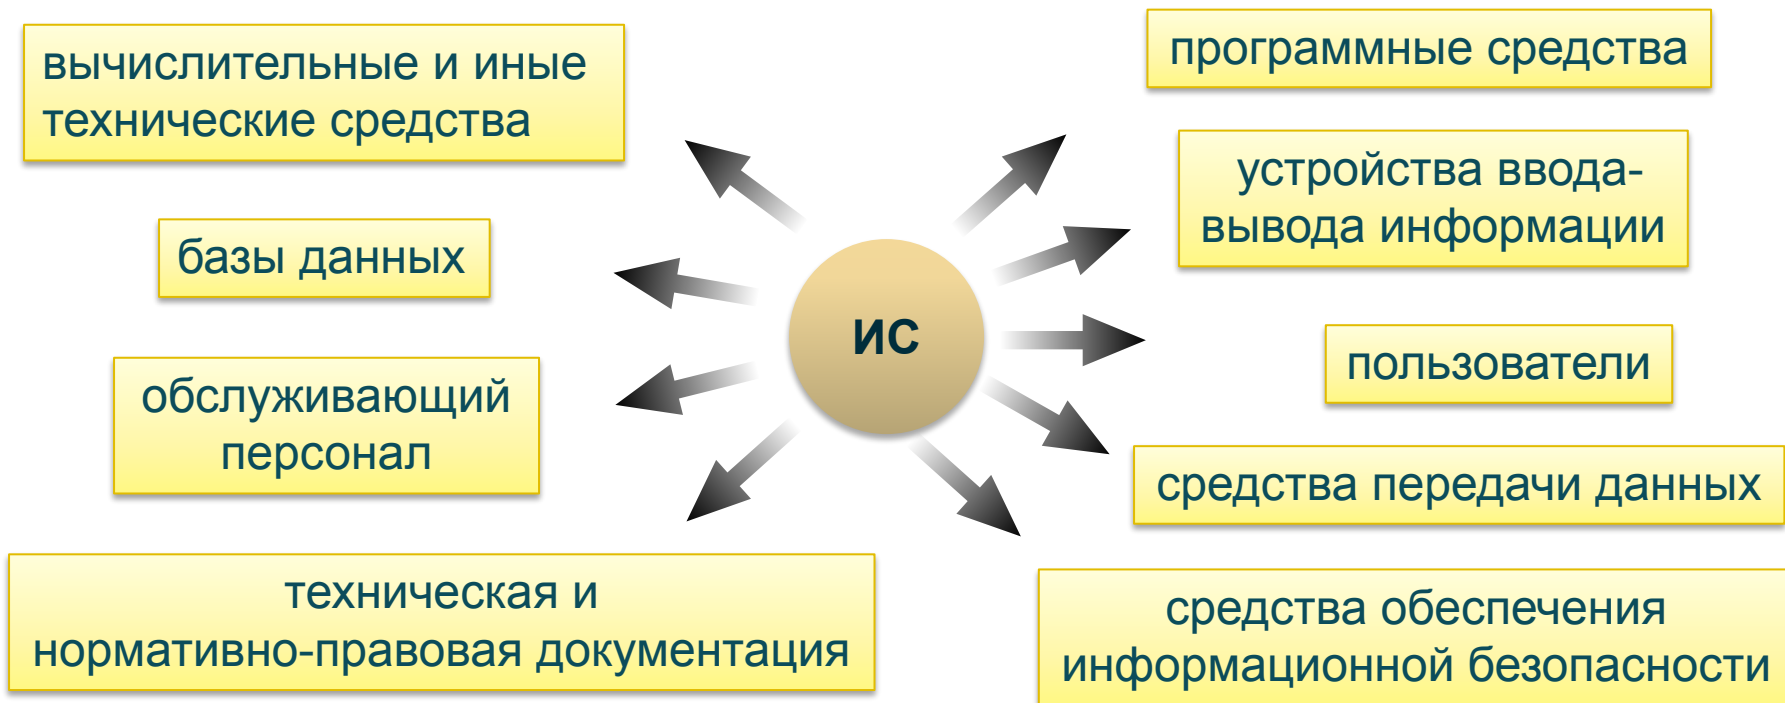 вычислительные и иные
технические средства
базы данных
обслуживающий
персонал
техническая и
нормативно-правовая документация
ИС
программные средства
устройства ввода-
вывода информации
пользователи
средства передачи данных
средства обеспечения
информационной безопасности